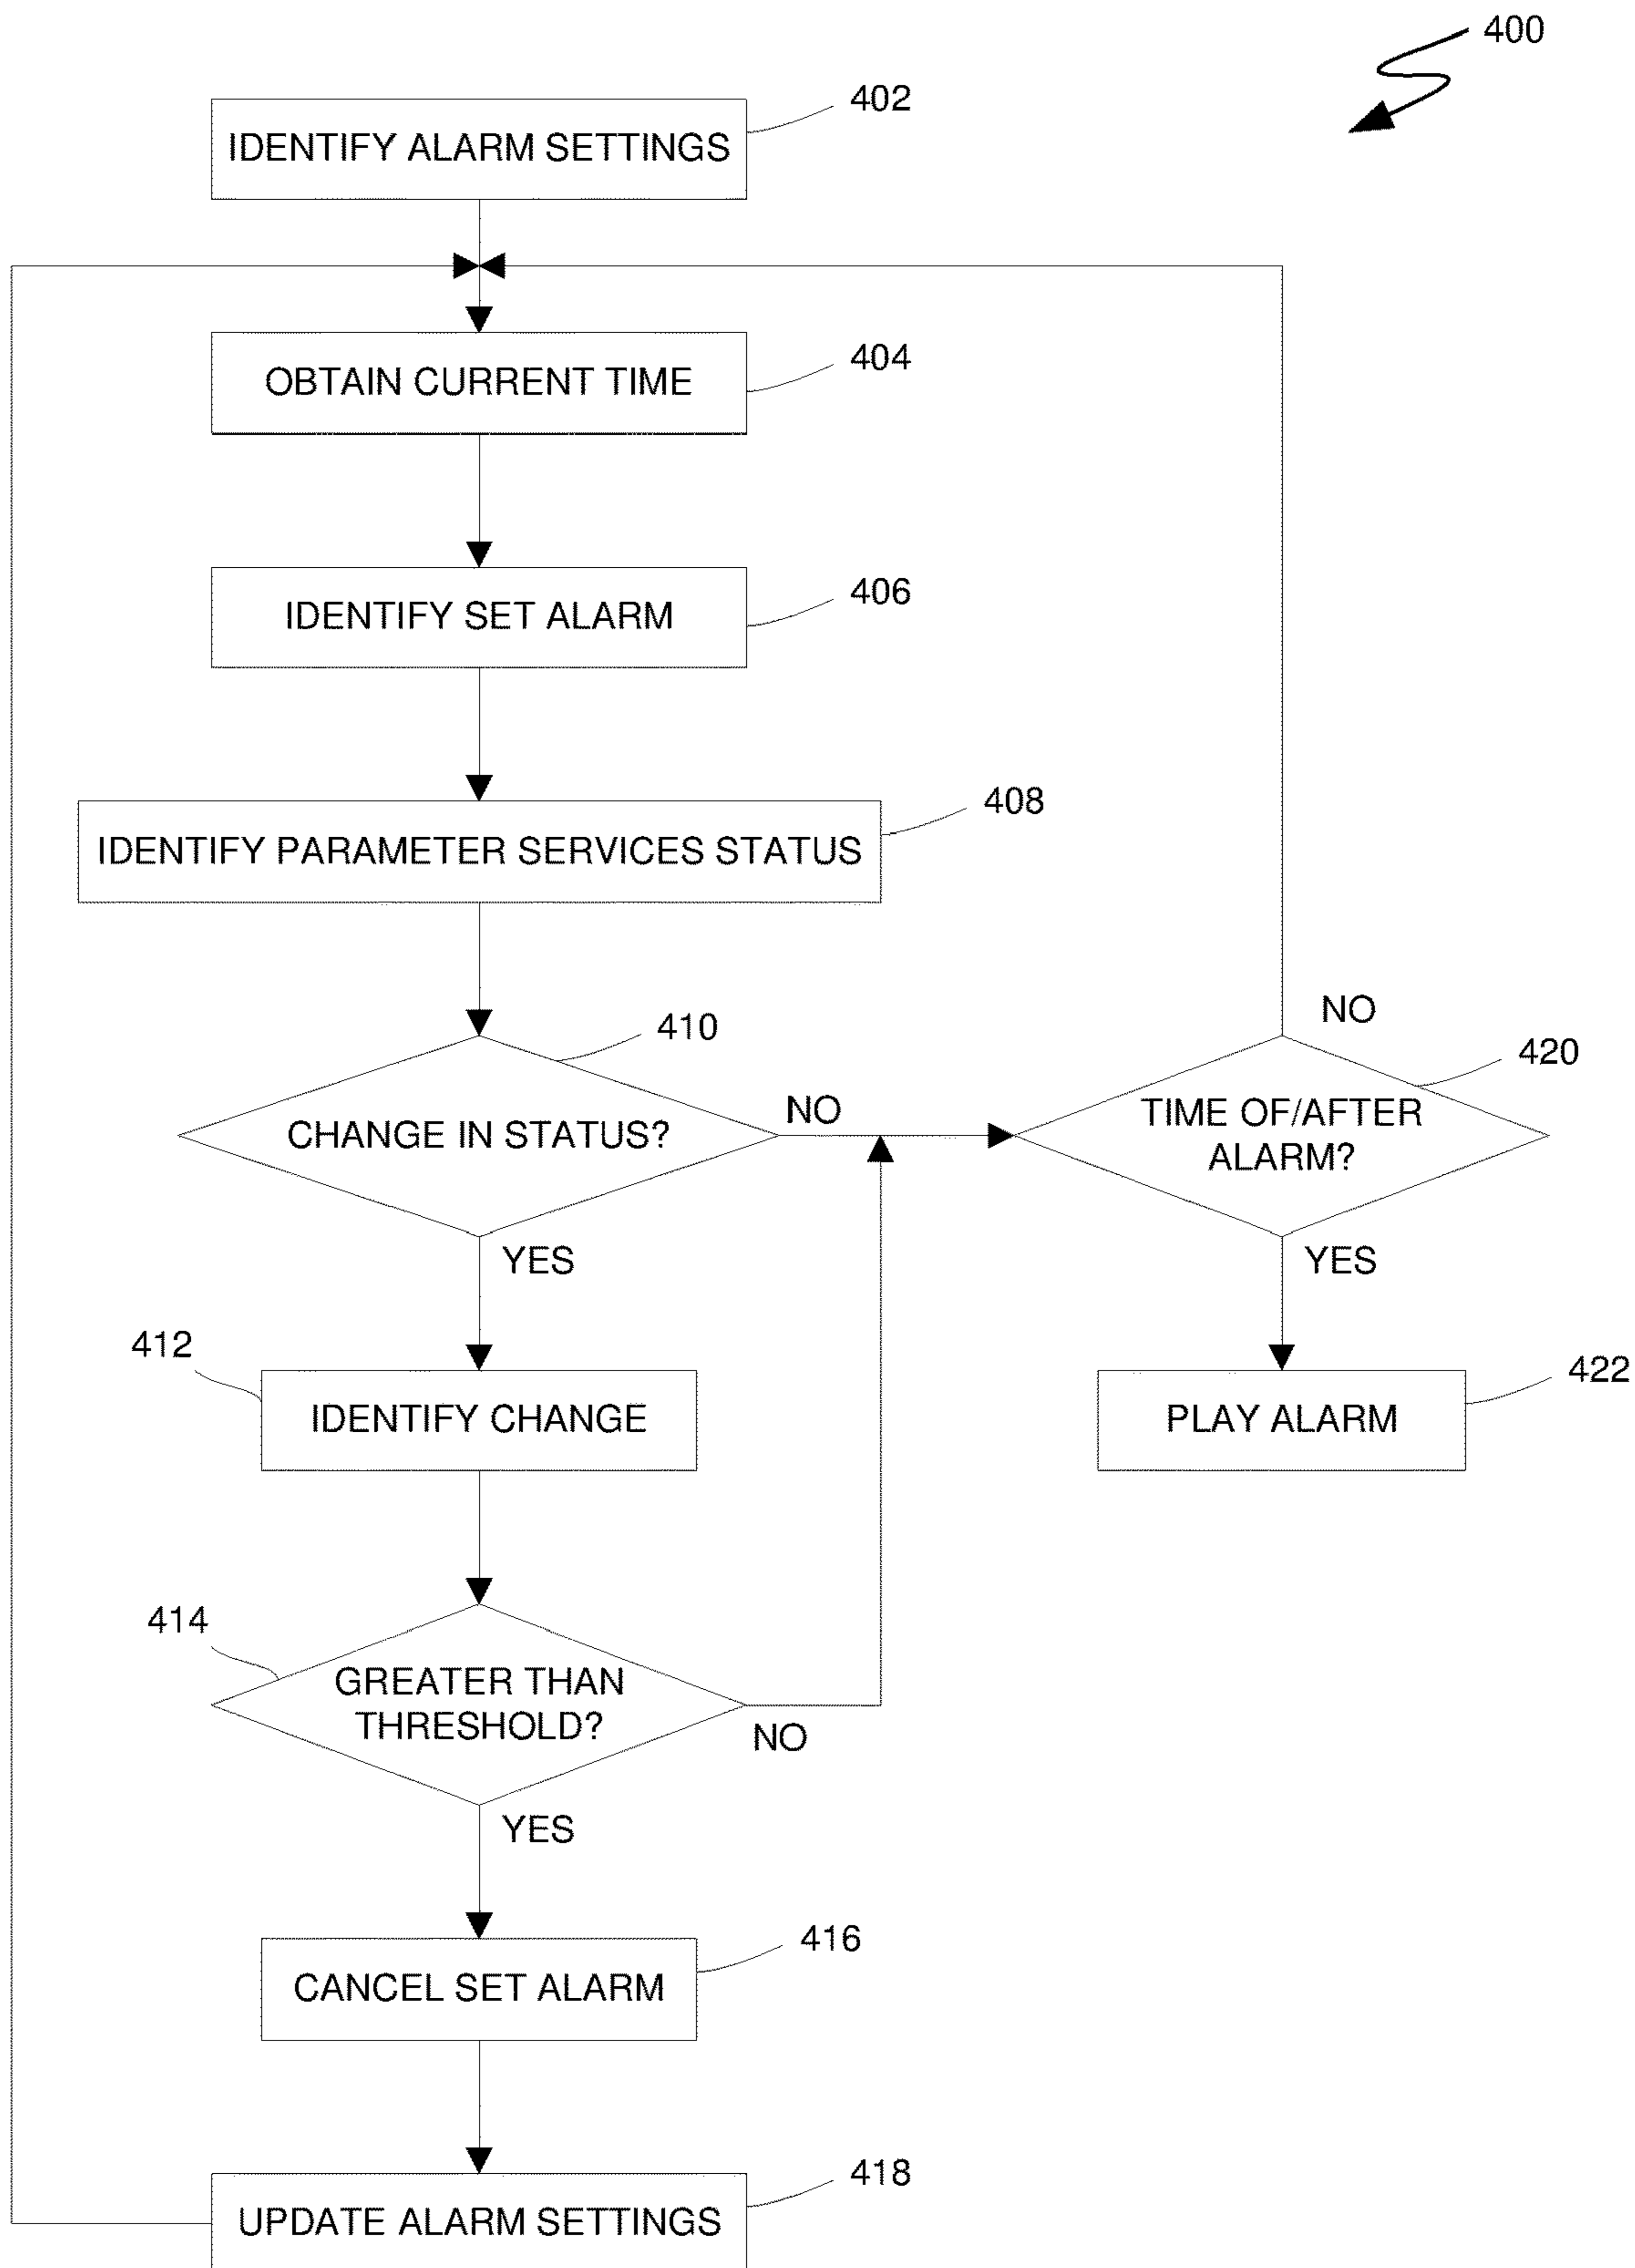 400
402
IDENTIFY ALARM SETTINGS
404
OBTAIN CURRENT TIME
406
IDENTIFY SET ALARM
408
IDENTIFY PARAMETER SERVICES STATUS
410
CHANGE IN STATUS?
NO
YES
NO
420
TIME OF/AFTER
ALARM?
YES
412
IDENTIFY CHANGE
422
PLAY ALARM
414
GREATER THAN
THRESHOLD?
NO
YES
416
CANCEL SET ALARM
418
UPDATE ALARM SETTINGS